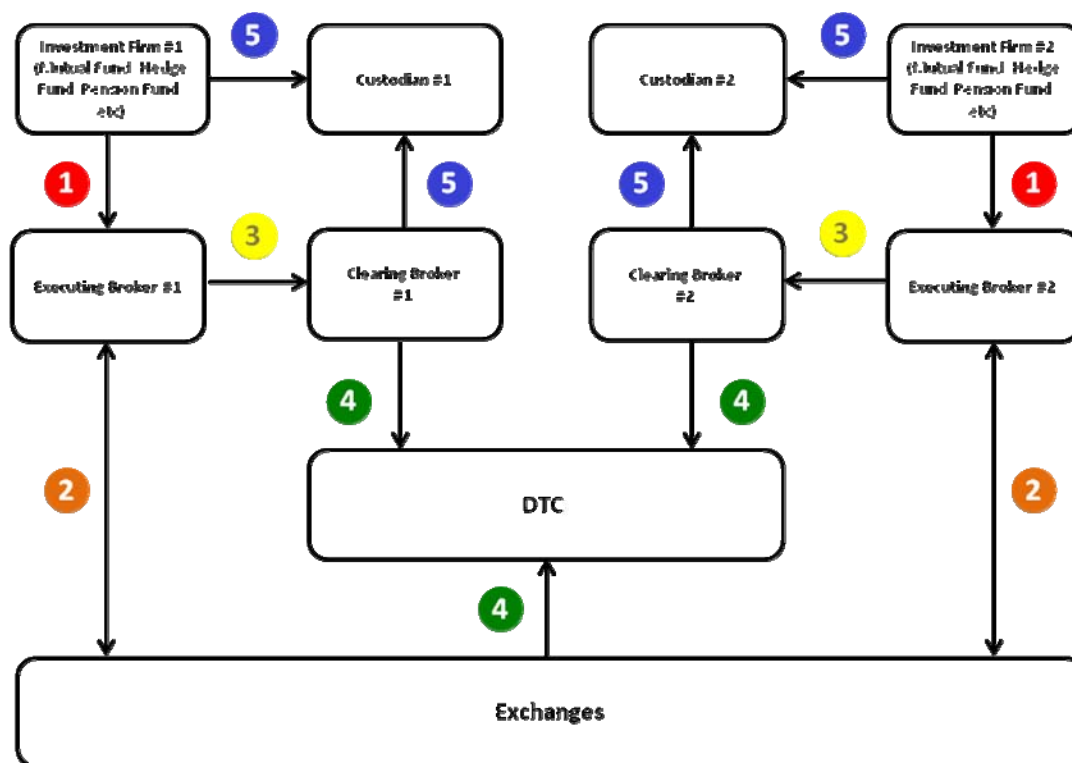 5
5
Investment Firm #1
(Mutual Fund Hedge
Fund Pension Fund
etc)
Custodian #1
Custodian #2
Investment Firm #2
(Mutual Fund Hedge
Fund Pension Fund
etc)
1
5
5
1
3
3
Executing Broker #1
Clearing Broker
#1
Clearing Broker
#2
Executing Broker #2
4
4
2
DTC
2
4
Exchanges